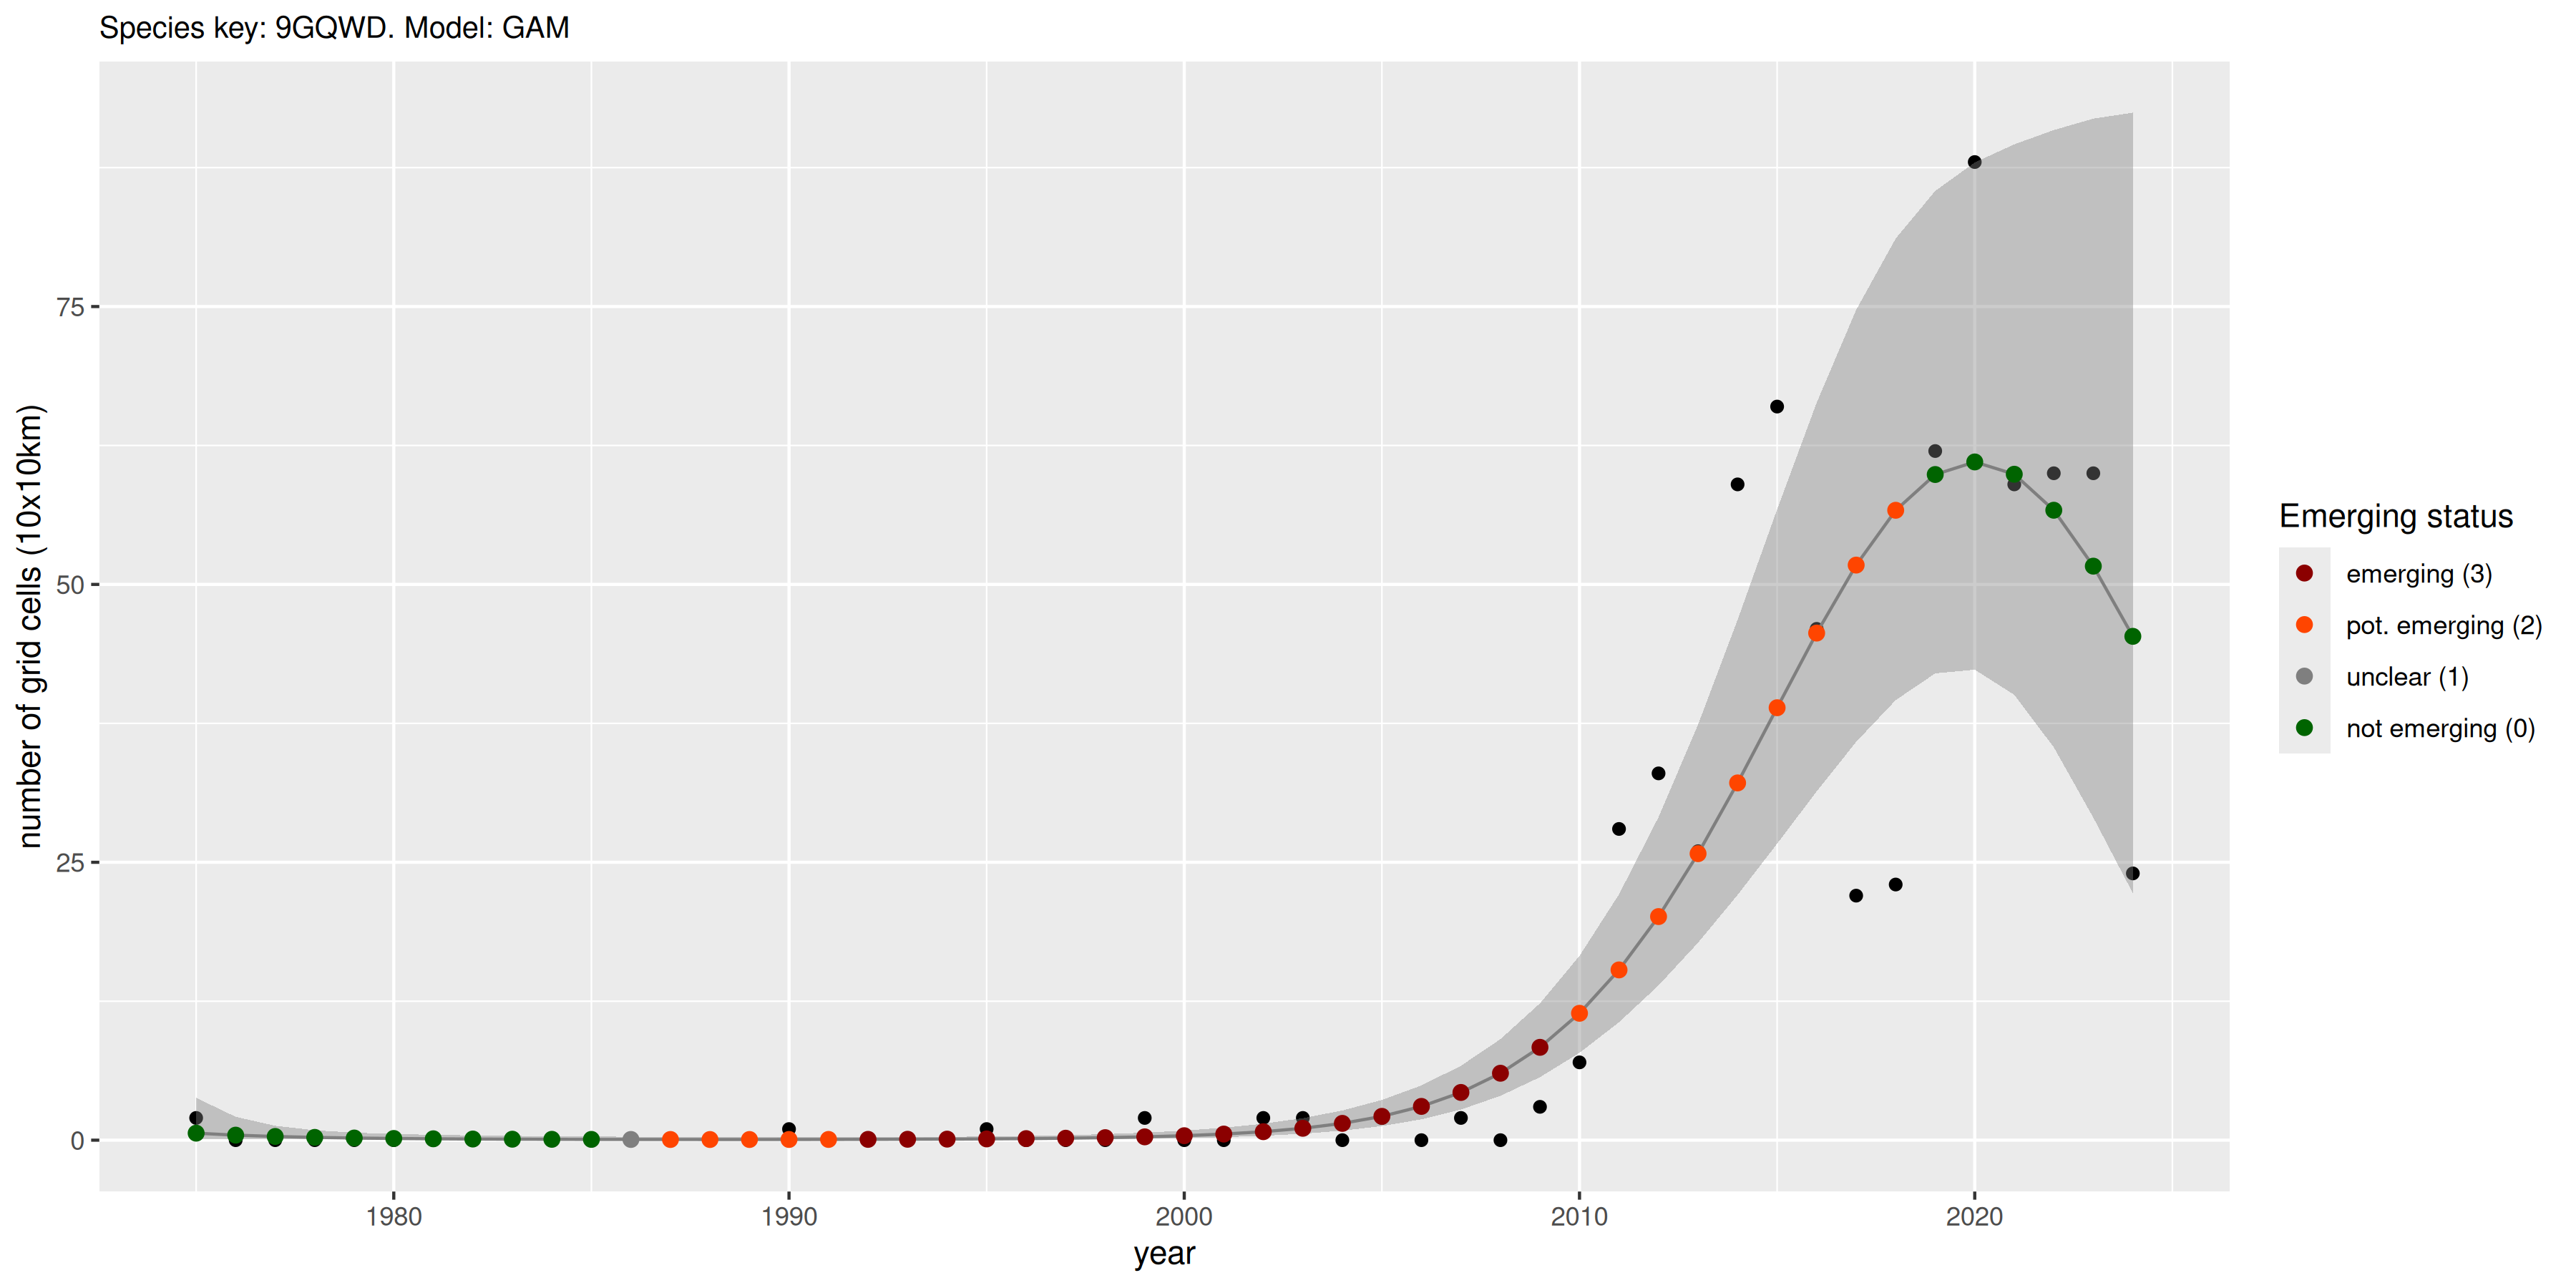 Species key: 9GQWD. Model: GAM
number of grid cells (10x10km)
75
50
25
0
1980
1990
2000
2010
2020
year
Emerging status
emerging (3)
pot. emerging (2)
unclear (1)
not emerging (0)